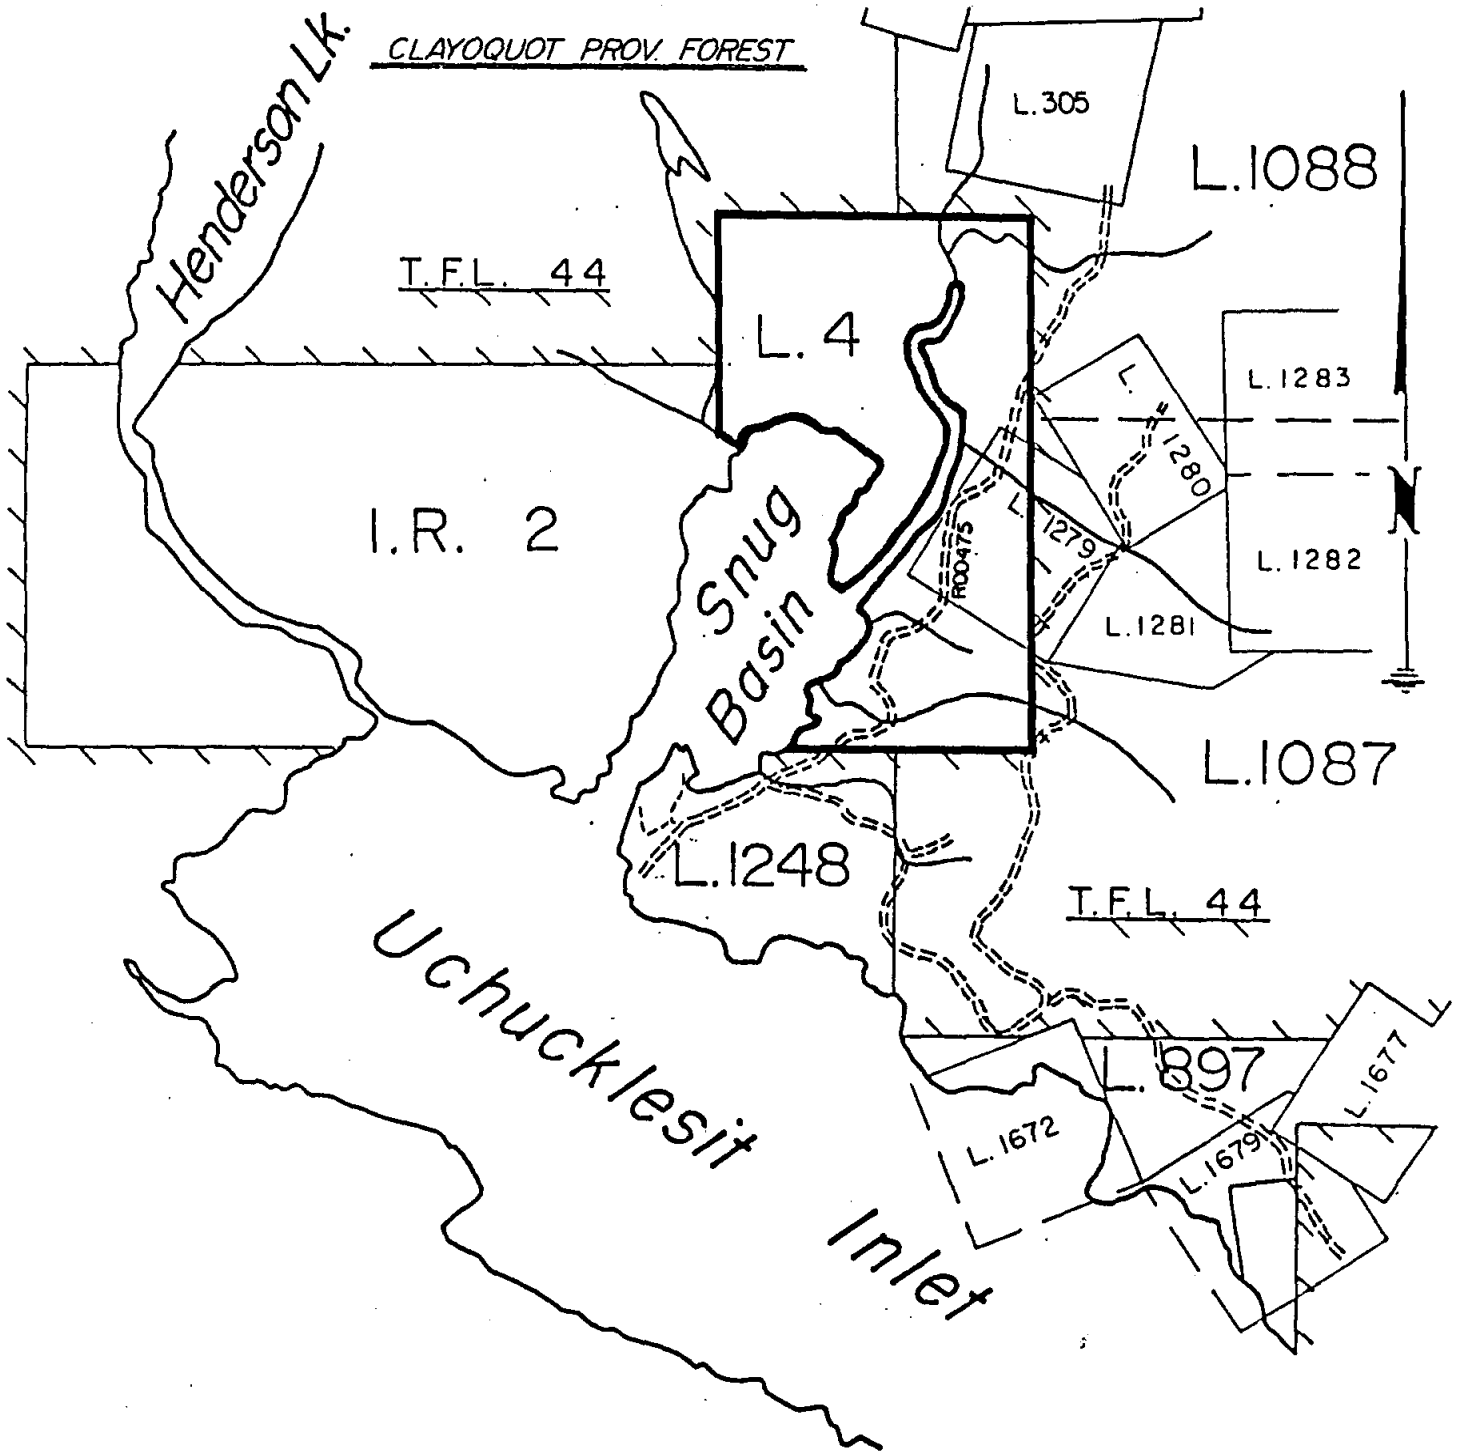 CLAYOQUOT PROV. FOREST
Henderson Lk.
L.305
L.1088
T.F.L. 44
L. 4
L.1283
L. 1280
I.R. 2
Snug
Basin
L. 1279
R00475
N
L.1282
L.1281
L.1087
L.1248
T.F.L. 44
Uchucklesit
Inlet
L. 897
L.1677
L.1672
L.1679